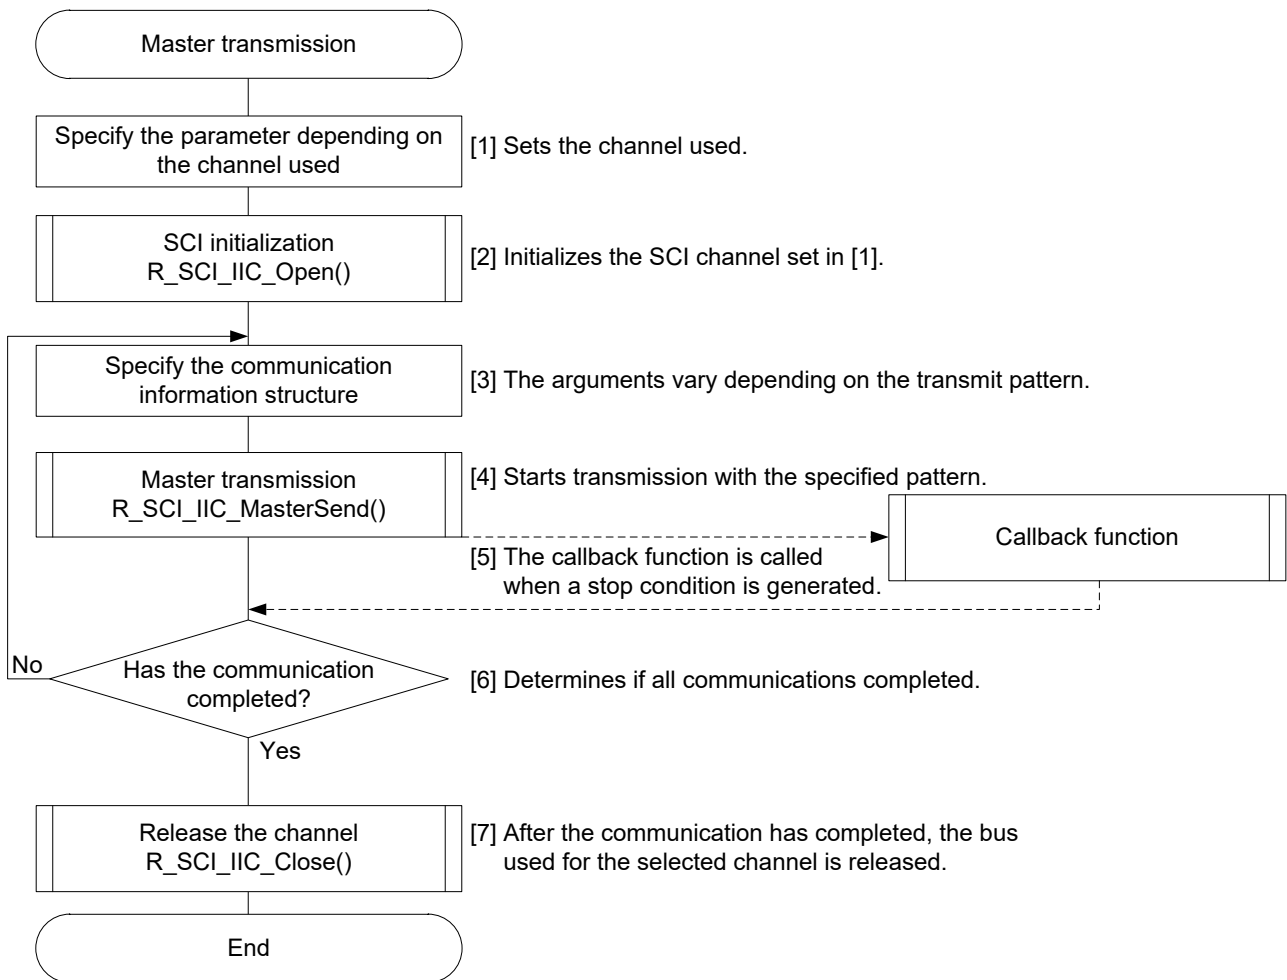 Master transmission
Specify the parameter depending on
the channel used
[1] Sets the channel used.
SCI initialization
R_SCI_IIC_Open()
[2] Initializes the SCI channel set in [1].
Specify the communication
information structure
[3] The arguments vary depending on the transmit pattern.
Master transmission
R_SCI_IIC_MasterSend()
[4] Starts transmission with the specified pattern.
Callback function
[5] The callback function is called
when a stop condition is generated.
No
Has the communication
completed?
[6] Determines if all communications completed.
Yes
Release the channel
R_SCI_IIC_Close()
[7] After the communication has completed, the bus
used for the selected channel is released.
End